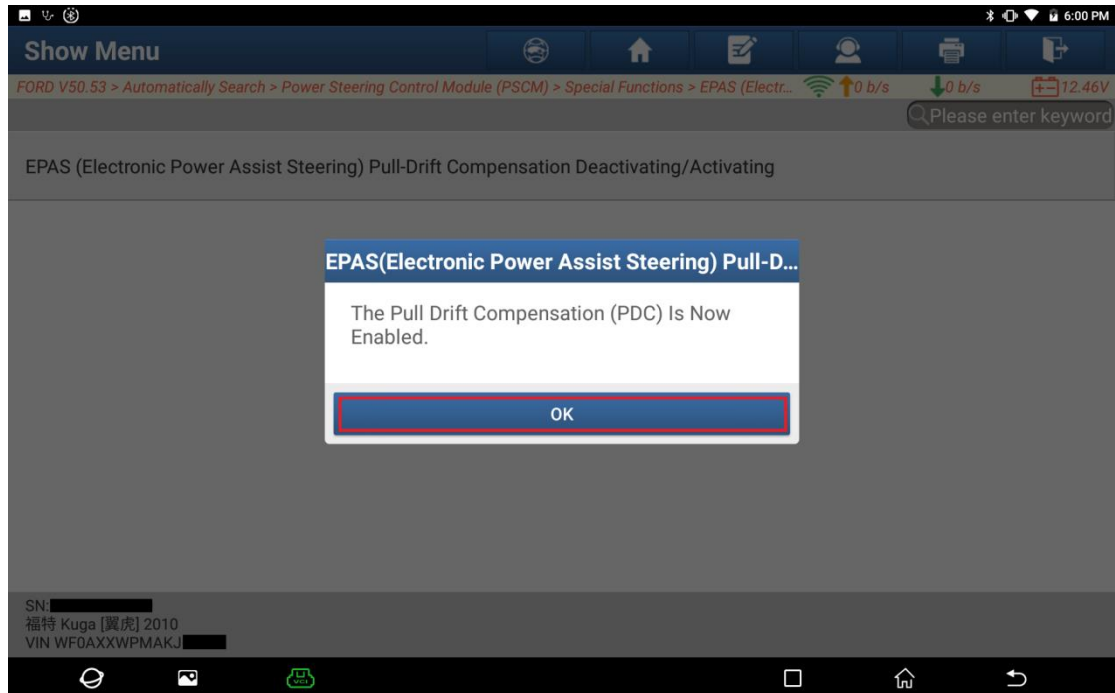 6:00 PM
Show Menu
FORD V50.53 > Automatically Search > Power Steering Control Module (PSCM) > Special Functions > EPAS (Electr... 0 b/s 0 b/s 12.46V
Please enter keyword
EPAS (Electronic Power Assist Steering) Pull-Drift Compensation Deactivating/Activating
EPAS(Electronic Power Assist Steering) Pull-D...
The Pull Drift Compensation (PDC) Is Now
Enabled.
OK
SN:
福特 Kuga [翼虎] 2010
VIN WF0AXXWPMAKJ
VCI